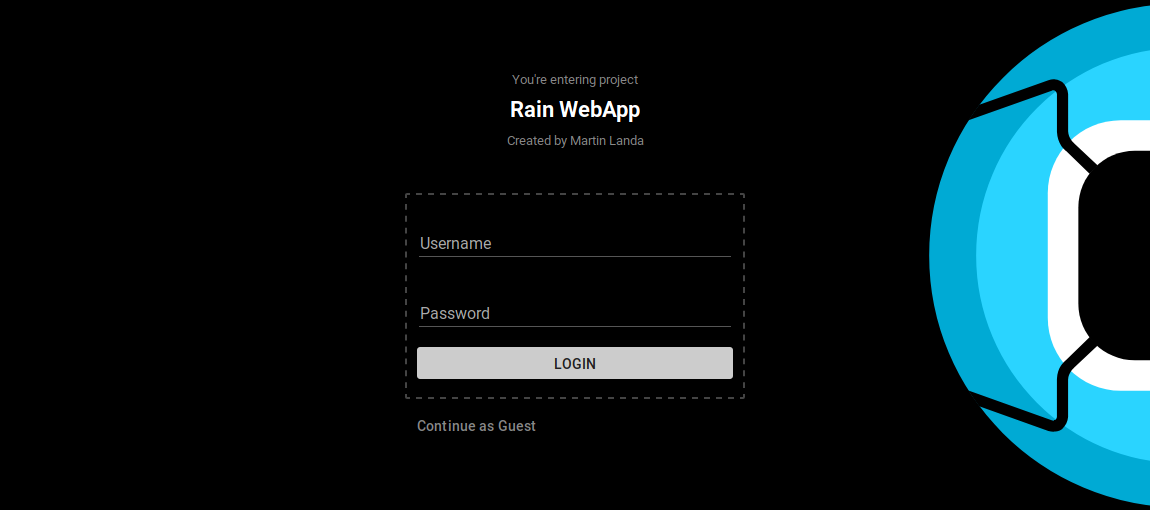 You're entering project
Rain WebApp
Created by Martin Landa
Username
Password
LOGIN
Continue as Guest